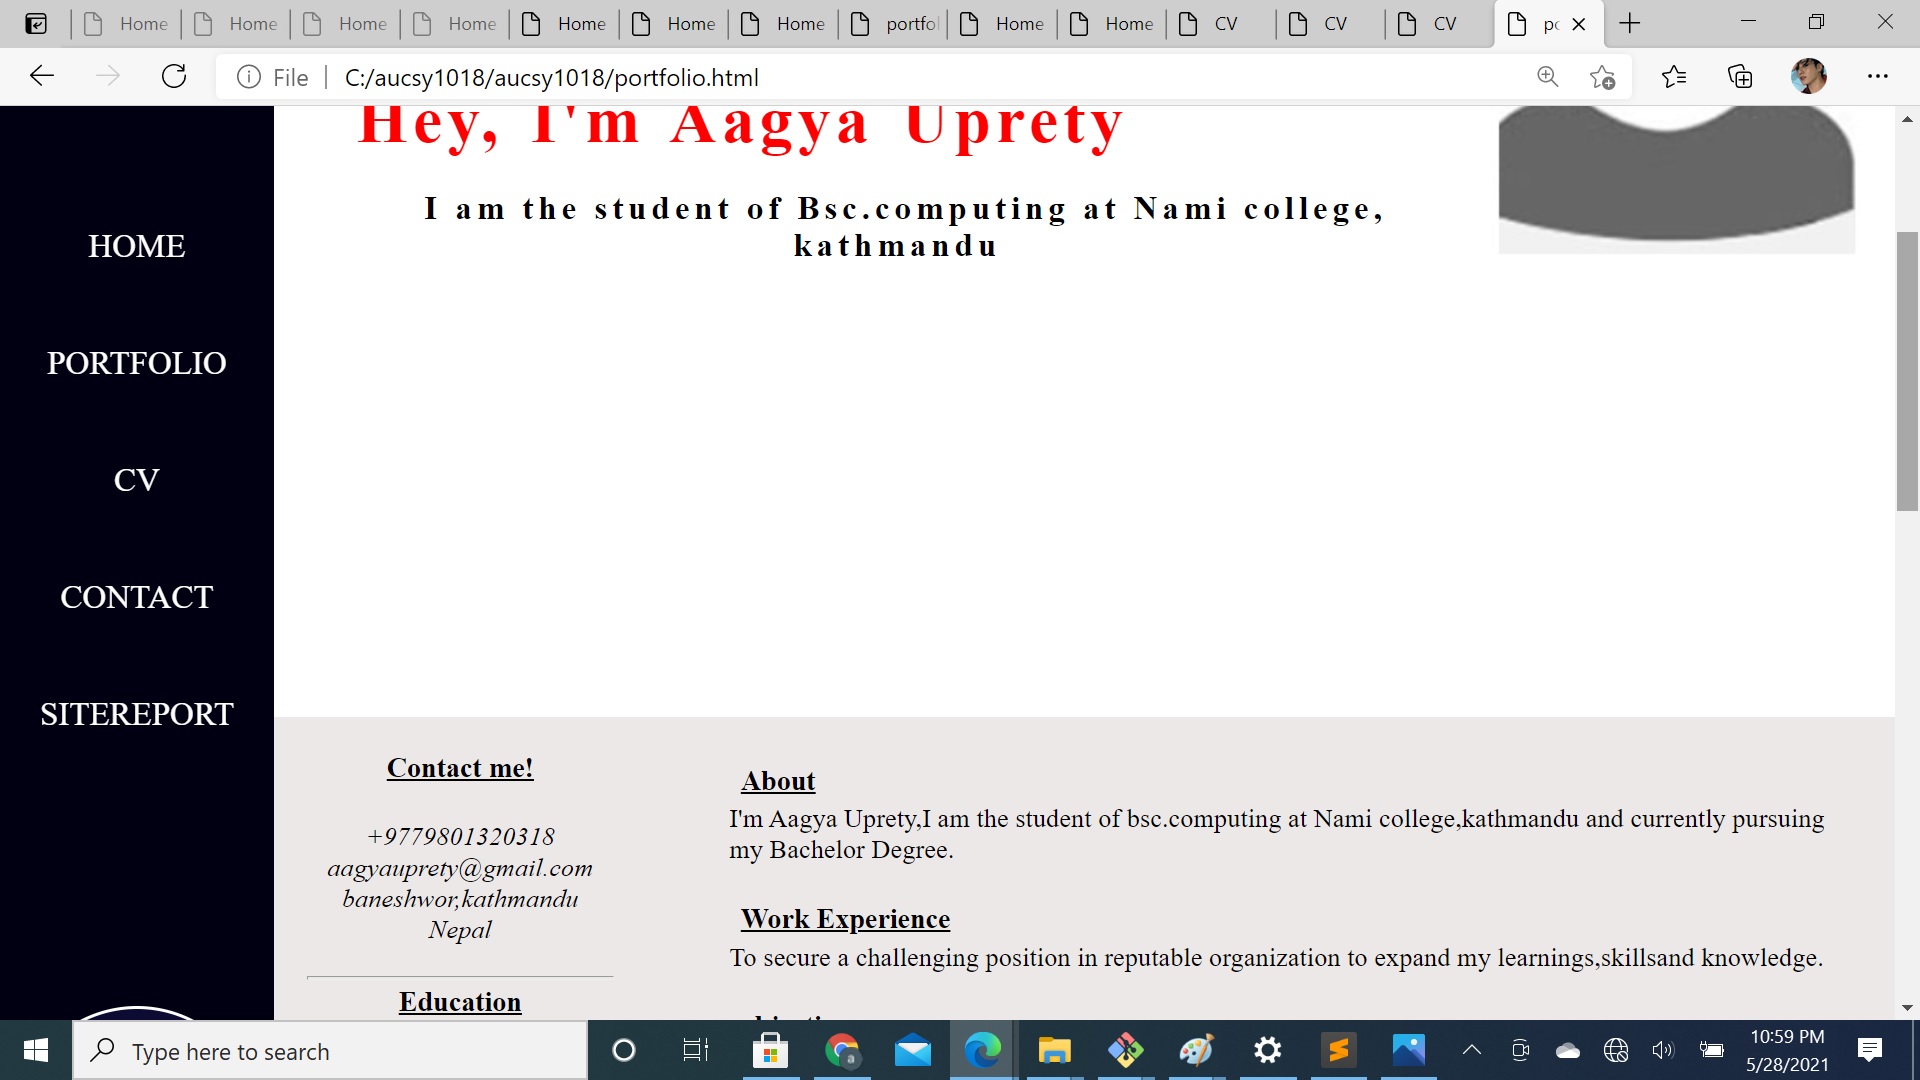 Home Home Home Home Home Home Home portfol Home Home CV CV CV po
File C:/aucsy1018/aucsy1018/portfolio.html
HOME
PORTFOLIO
CV
CONTACT
SITEREPORT
Hey, I'm Aagya Uprety
I am the student of Bsc.computing at Nami college,
kathmandu
Contact me!
+9779801320318
aagyauprety@gmail.com
baneshwor,kathmandu
Nepal
Education
About
I'm Aagya Uprety,I am the student of bsc.computing at Nami college,kathmandu and currently pursuing
my Bachelor Degree.
Work Experience
To secure a challenging position in reputable organization to expand my learnings,skillsand knowledge.
Type here to search
10:59 PM
5/28/2021